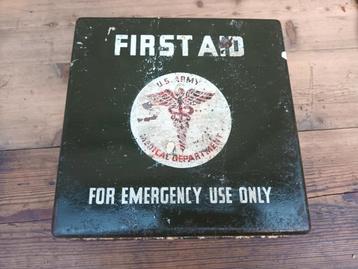 FIRST AID
U.S. ARMY
MEDICAL DEPARTMENT
FOR EMERGENCY USE ONLY